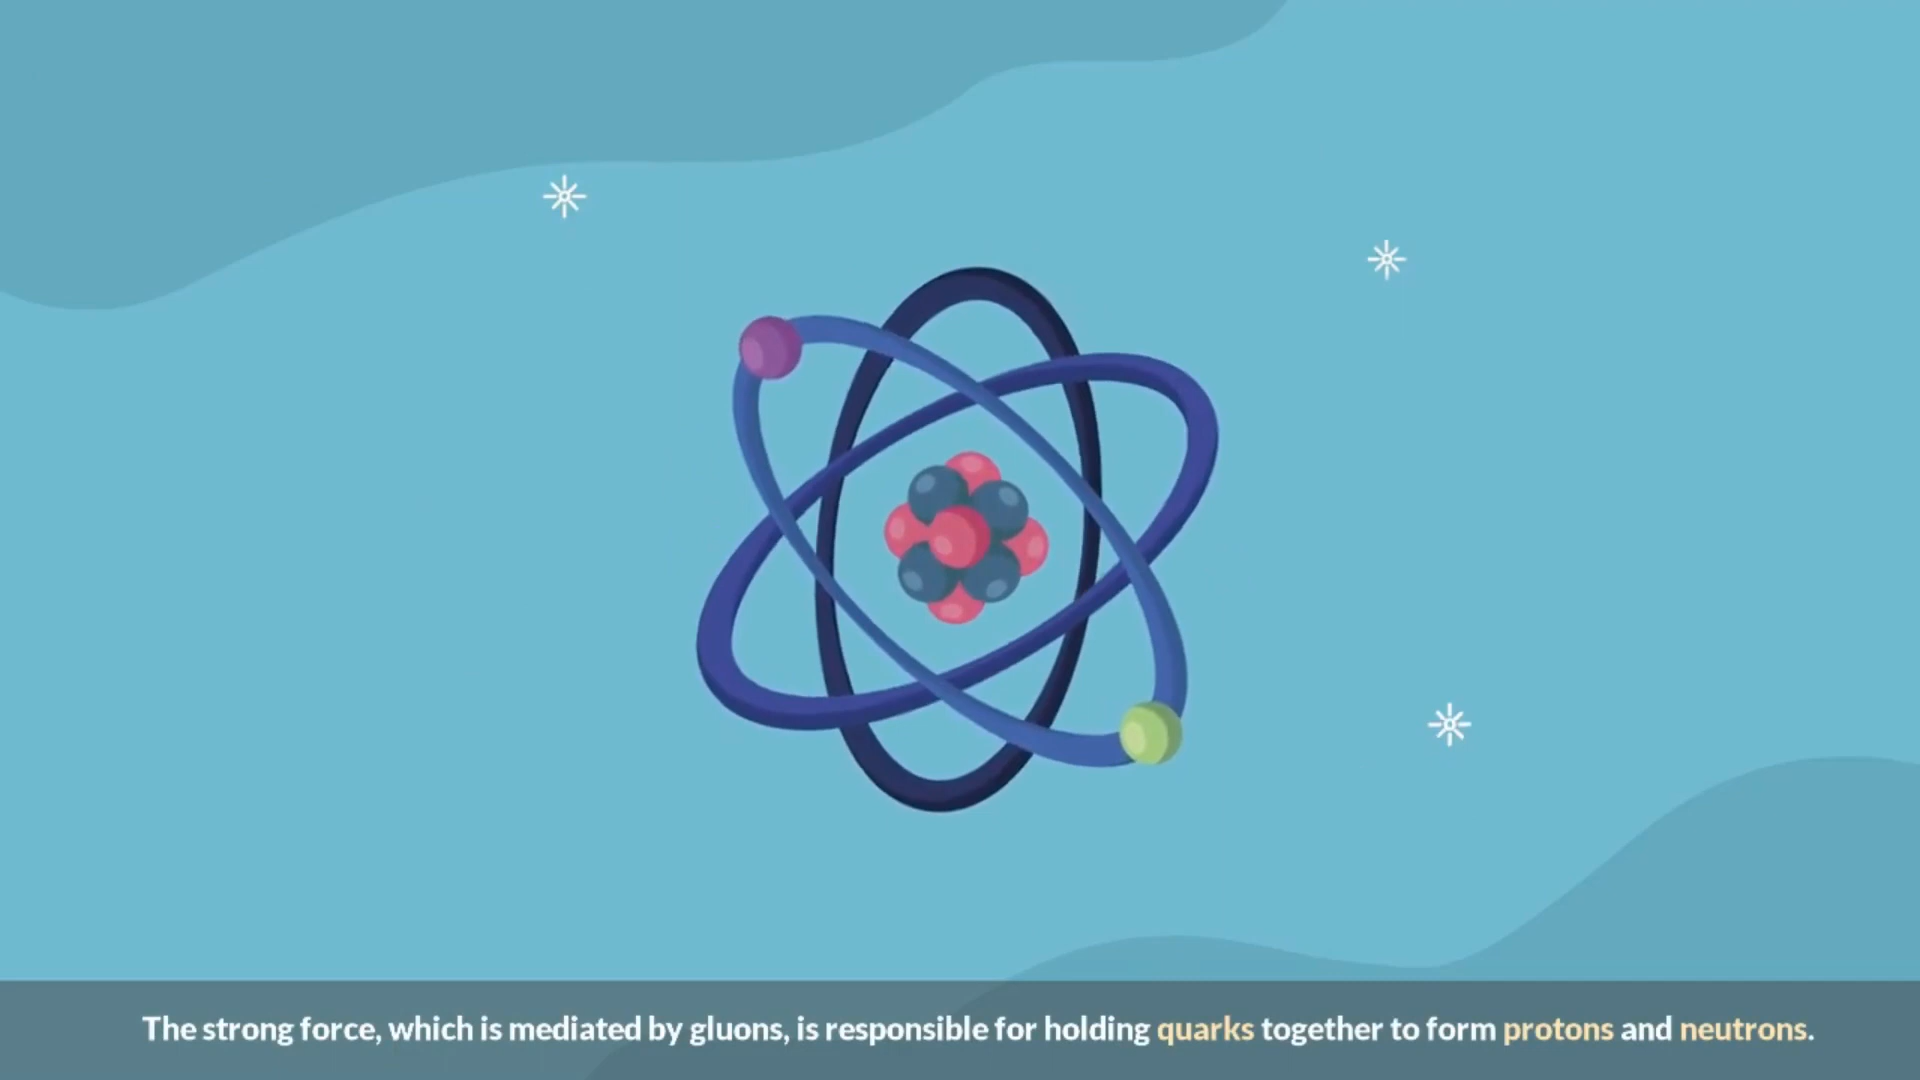 The strong force, which is mediated by gluons, is responsible for holding quarks together to form protons and neutrons.